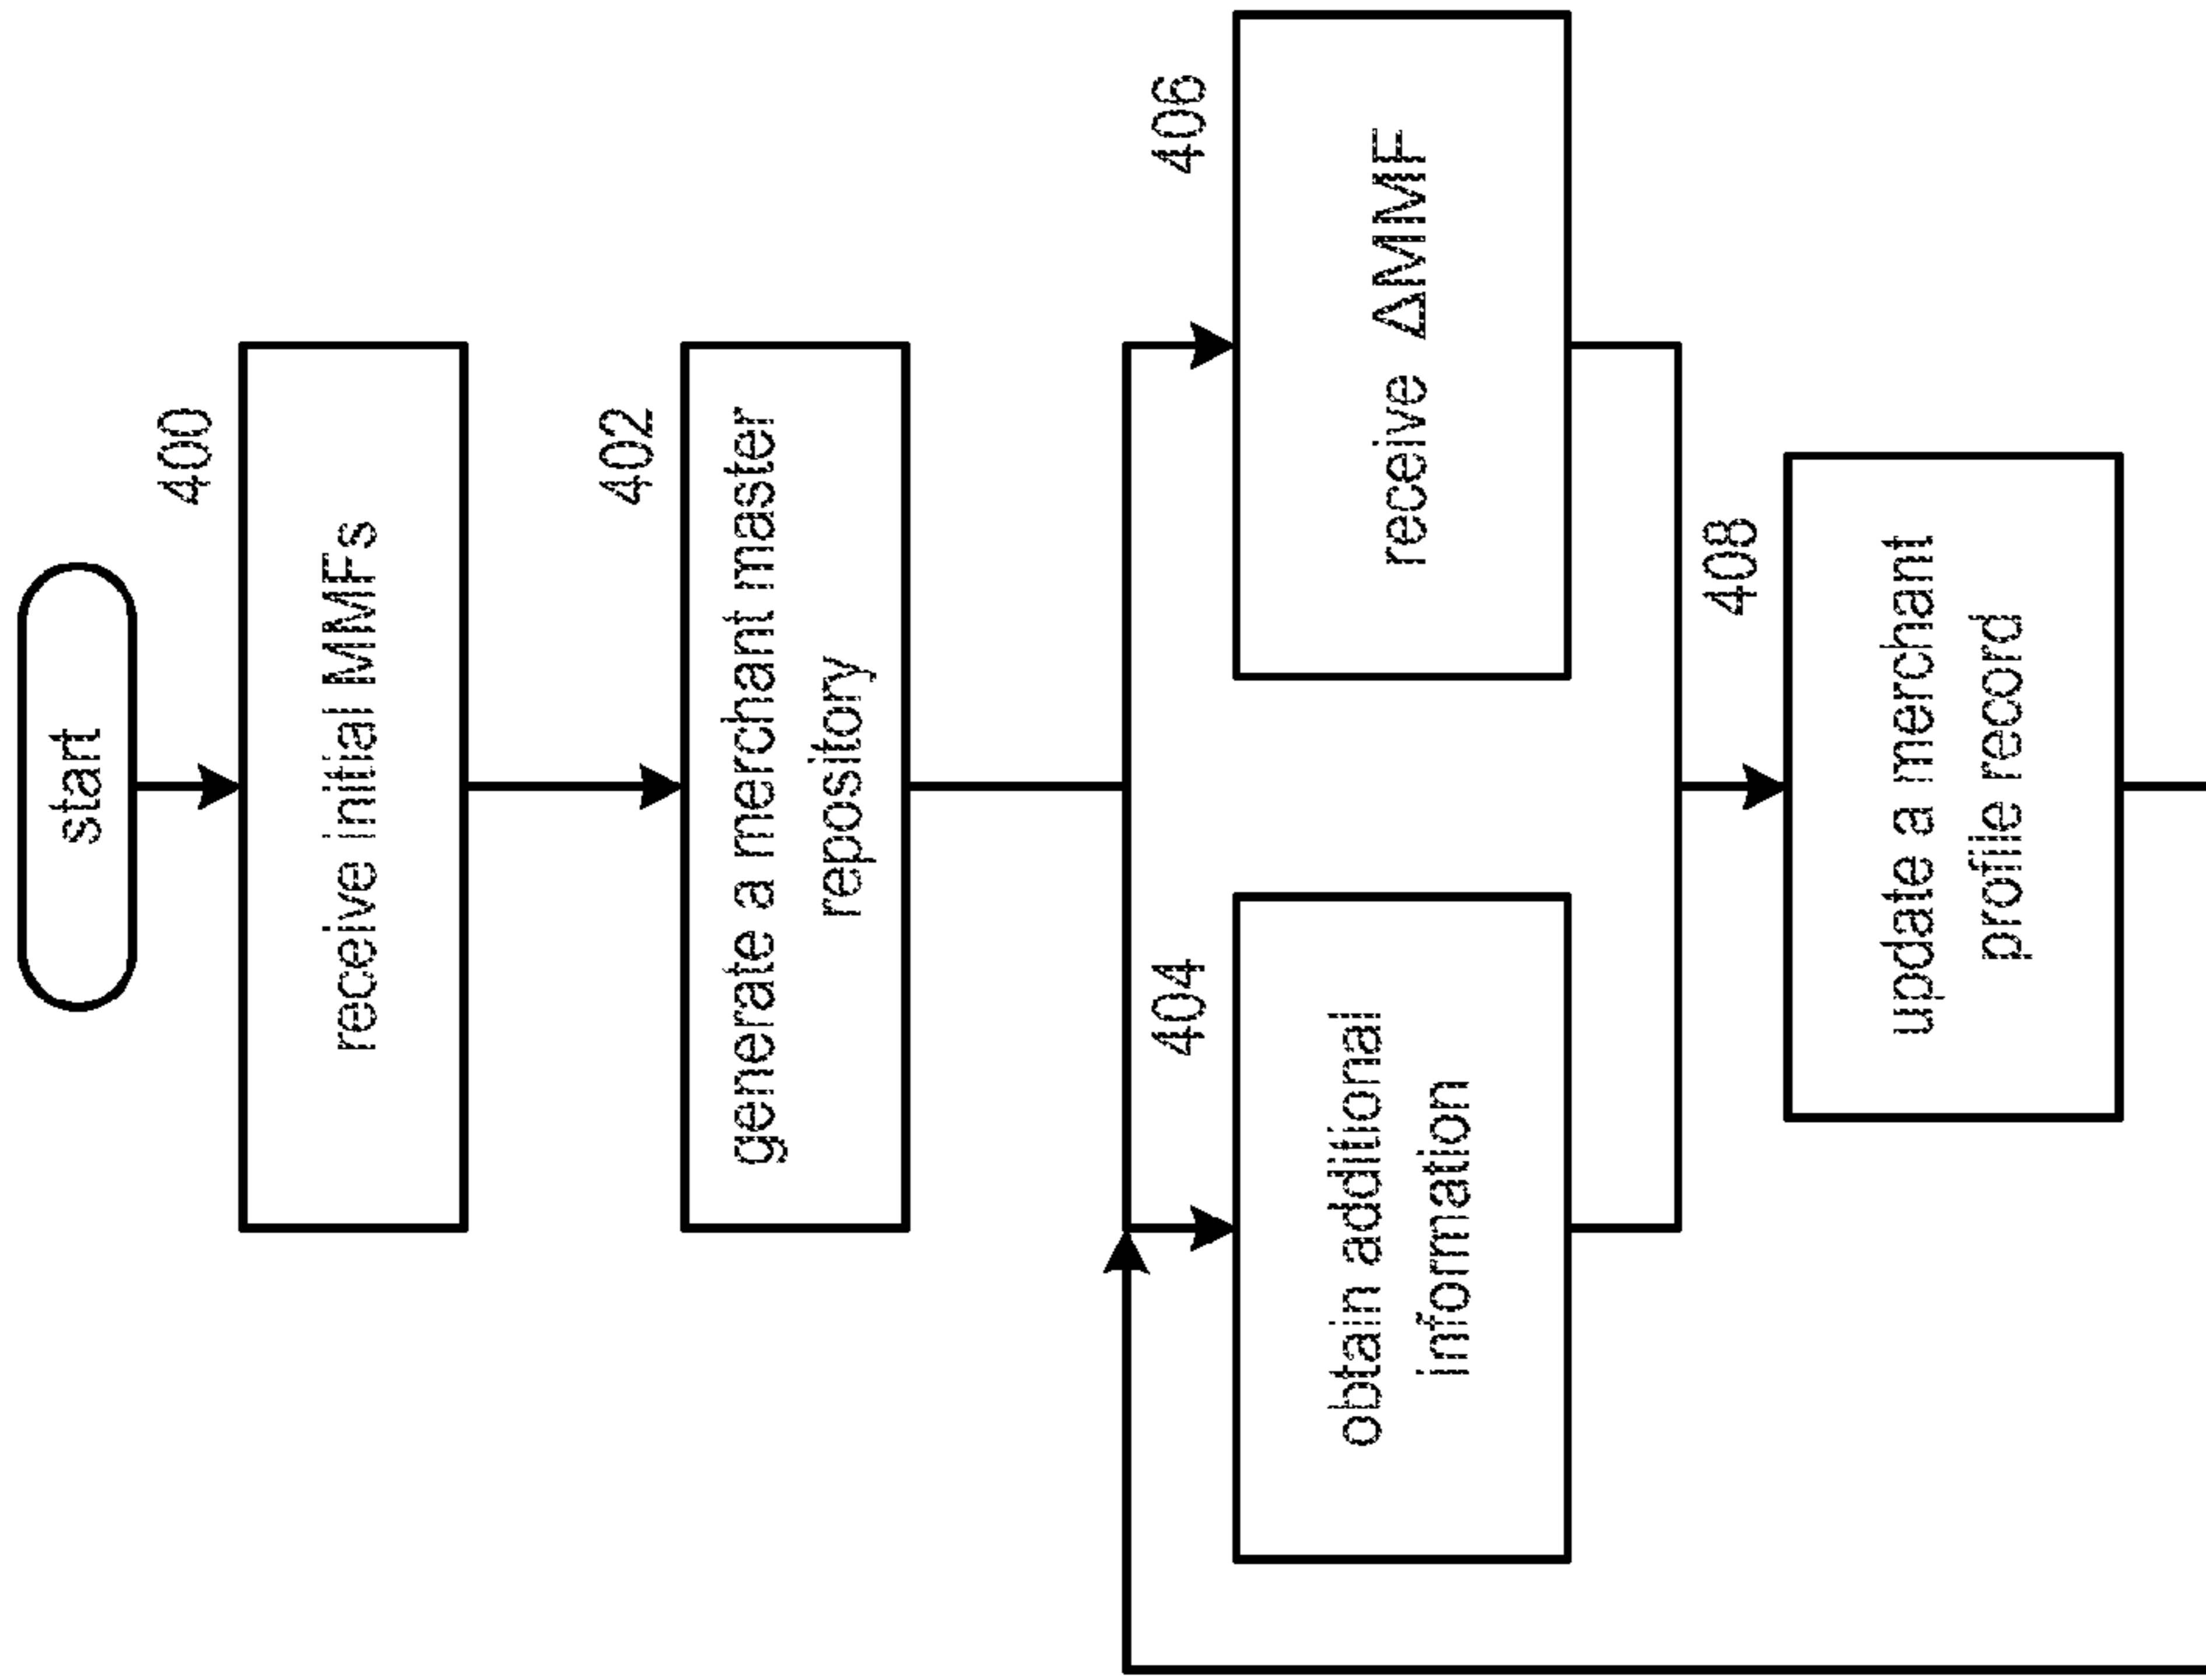 start
400
receive initial MMFs
402
generate a merchant master
repository
404
obtain additional
information
406
receive ΔMMF
408
update a merchant
profile record